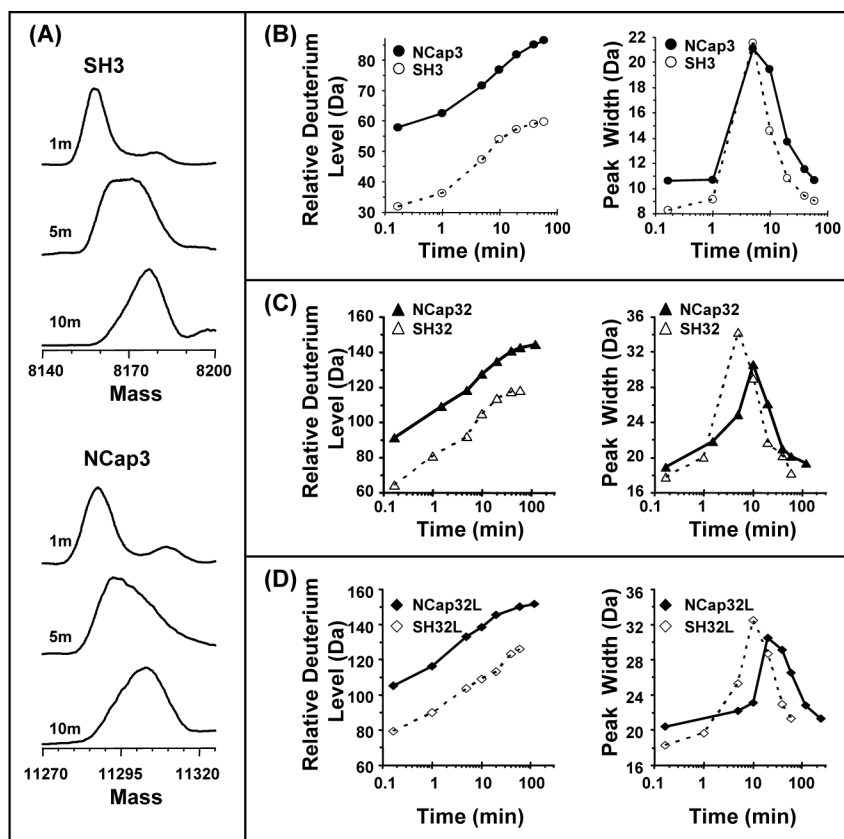 (A)
SH3
1m
5m
10m
8140 8170 8200
Mass
NCap3
1m
5m
10m
11270 11295 11320
Mass
(B)
NCap3
SH3
Relative Deuterium
Level (Da)
80
70
60
50
40
30
0.1 1 10 100
Time (min)
NCap3
SH3
Peak Width (Da)
22
20
18
16
14
12
10
8
0.1 1 10 100
Time (min)
(C)
NCap32
SH32
Relative Deuterium
Level (Da)
160
140
120
100
80
60
0.1 1 10 100
Time (min)
NCap32
SH32
Peak Width (Da)
36
32
28
24
20
16
0.1 1 10 100
Time (min)
(D)
NCap32L
SH32L
Relative Deuterium
Level (Da)
160
140
120
100
80
60
0.1 1 10 100
Time (min)
NCap32L
SH32L
Peak Width (Da)
36
32
28
24
20
16
0.1 1 10 100
Time (min)